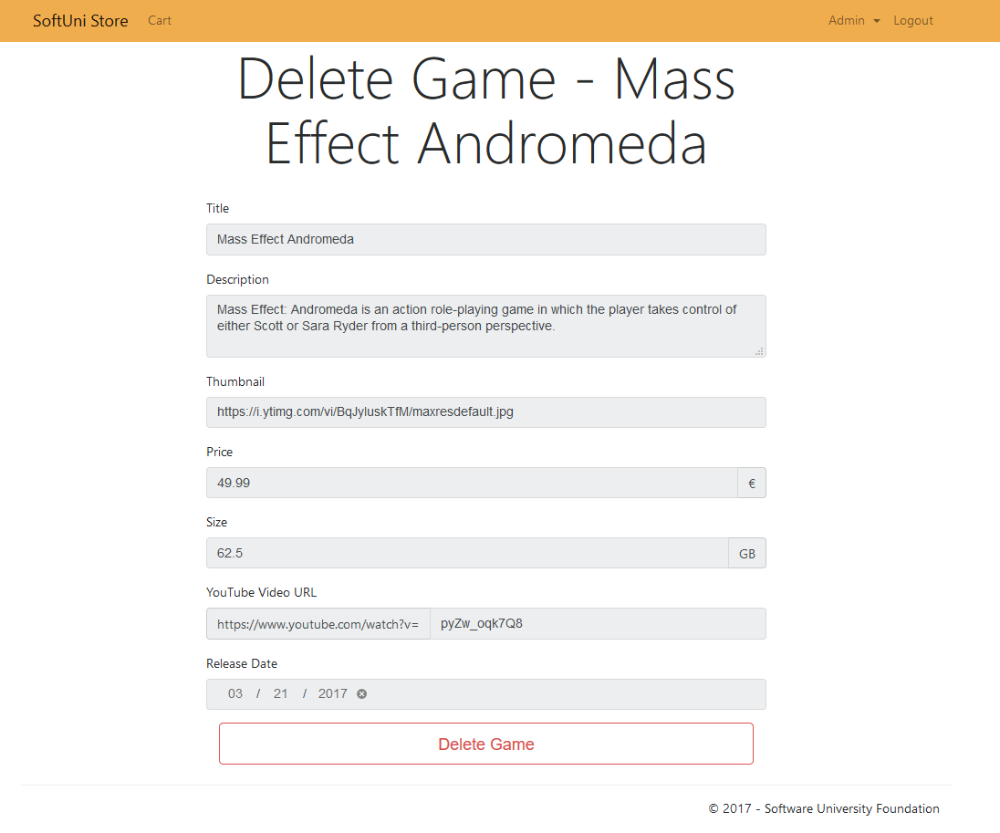 SoftUni Store Cart Admin Logout
Delete Game - Mass
Effect Andromeda
Title
Mass Effect Andromeda
Description
Mass Effect: Andromeda is an action role-playing game in which the player takes control of
either Scott or Sara Ryder from a third-person perspective.
Thumbnail
https://i.ytimg.com/vi/BqJyluskTfM/maxresdefault.jpg
Price
49.99 €
Size
62.5 GB
YouTube Video URL
https://www.youtube.com/watch?v= pyZw_oqk7Q8
Release Date
03 / 21 / 2017
Delete Game
© 2017 - Software University Foundation